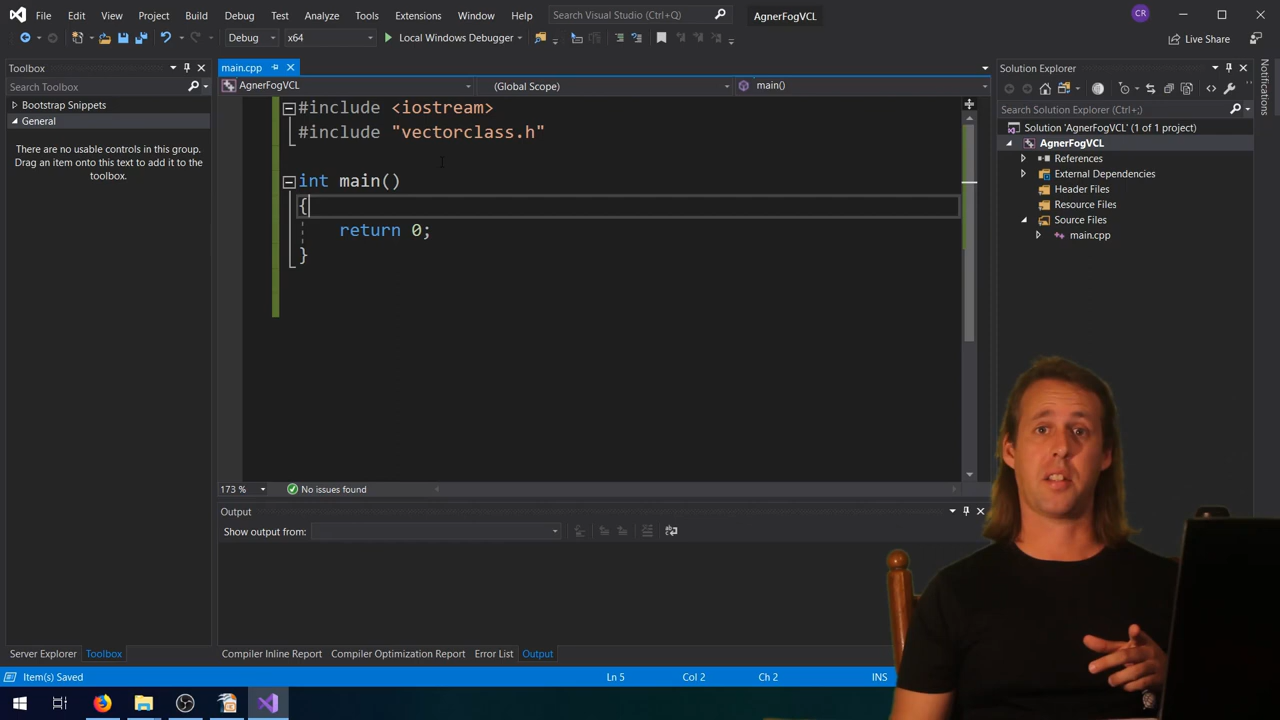 File Edit View Project Build Debug Test Analyze Tools Extensions Window Help Search Visual Studio (Ctrl+Q) AgnerFogVCL CR
Debug x64 Local Windows Debugger Live Share
Toolbox
Search Toolbox
Bootstrap Snippets
General
There are no usable controls in this group.
Drag an item onto this text to add it to the
toolbox.
Server Explorer Toolbox
main.cpp
AgnerFogVCL (Global Scope) main()
#include <iostream>
#include "vectorclass.h"
int main()
{
return 0;
}
173 % No issues found
Output
Show output from:
Compiler Inline Report Compiler Optimization Report Error List Output
Solution Explorer
Search Solution Explorer (Ctrl+;)
Solution 'AgnerFogVCL' (1 of 1 project)
AgnerFogVCL
References
External Dependencies
Header Files
Resource Files
Source Files
main.cpp
Notifications
Item(s) Saved Ln 5 Col 2 Ch 2 INS